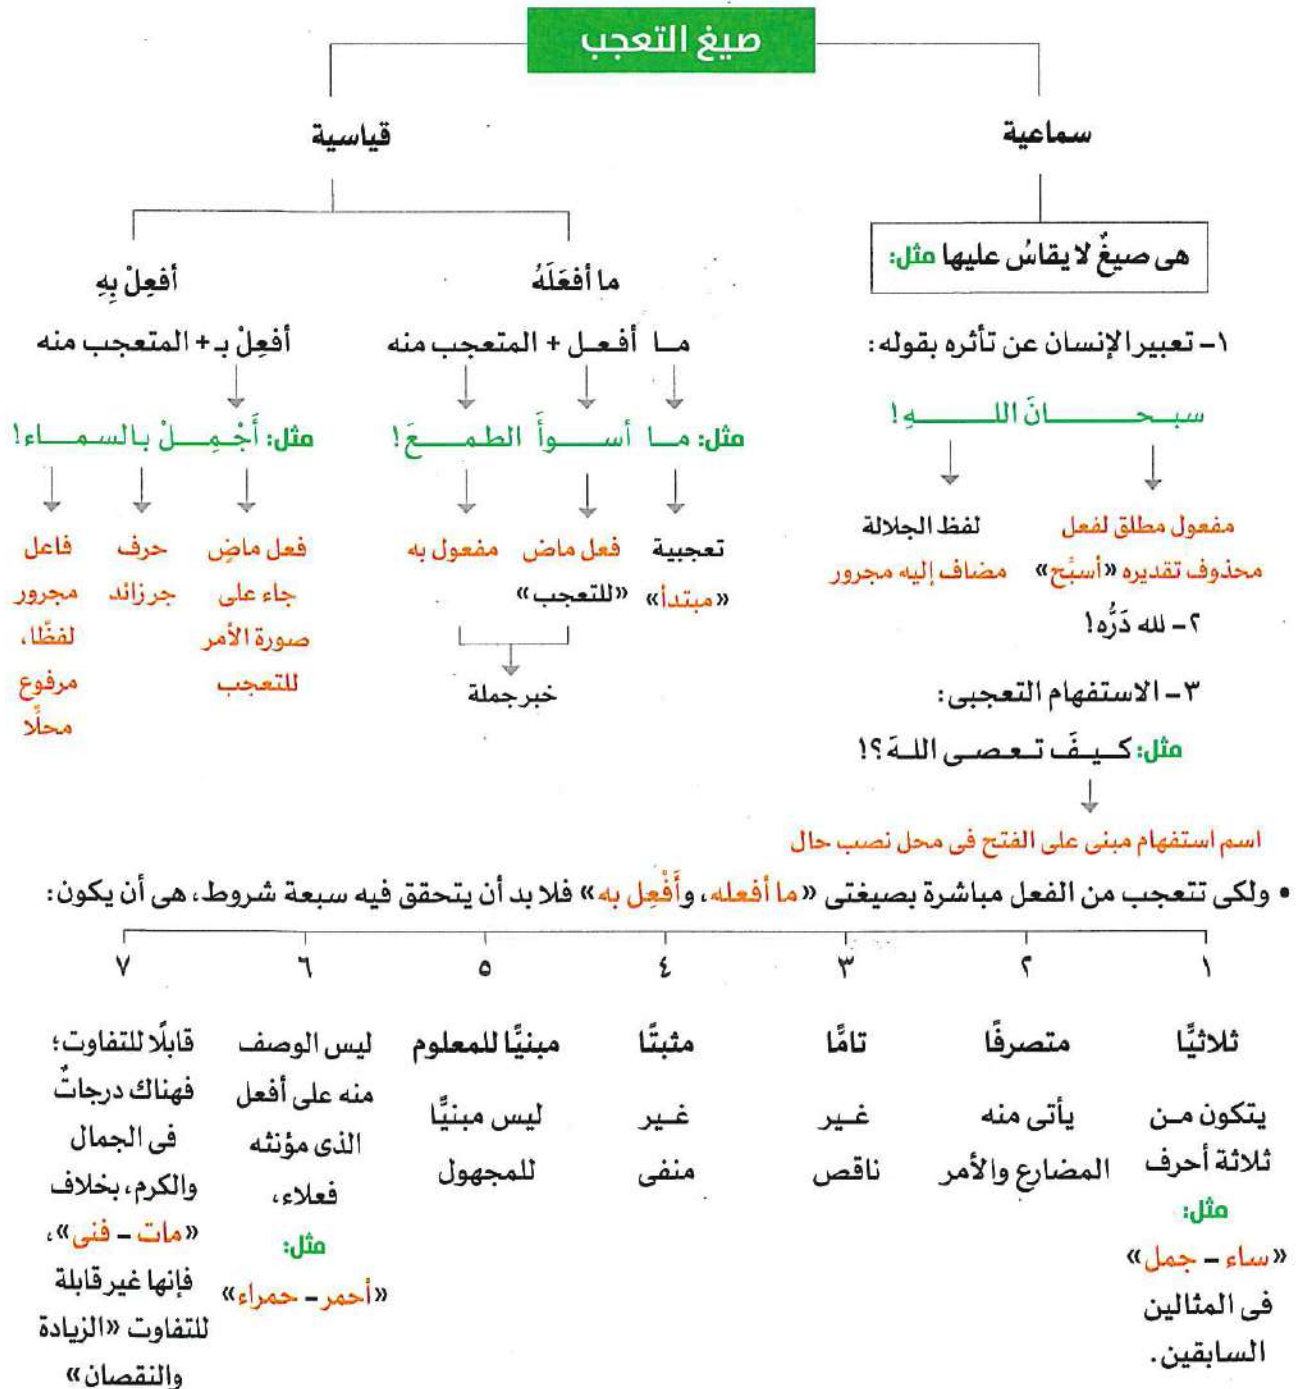 صيغ التعجب
سماعية
هى صيغٌ لا يقاسُ عليها مثل:
١- تعبير الإنسان عن تأثره بقوله:
سبحانَ اللهِ!
مفعول مطلق لفعل
محذوف تقديره «أسبِّح»
لفظ الجلالة
مضاف إليه مجرور
٢- لله دَرُّه!
٣- الاستفهام التعجبى:
مثل: كيفَ تعصى اللهَ؟!
اسم استفهام مبنى على الفتح فى محل نصب حال
قياسية
ما أفعَلَهُ
ما أفعل + المتعجب منه
مثل: ما أسوأَ الطمعَ!
تعجبية
«مبتدأ»
فعل ماض
«للتعجب»
مفعول به
خبر جملة
أفعِلْ بِهِ
أفعِلْ بـ + المتعجب منه
مثل: أَجْمِلْ بالسماء!
فعل ماضٍ
جاء على
صورة الأمر
للتعجب
حرف
جر زائد
فاعل
مجرور
لفظًا،
مرفوع
محلًّا
• ولكى تتعجب من الفعل مباشرة بصيغتى «ما أفعله، وأَفْعِل به» فلا بد أن يتحقق فيه سبعة شروط، هى أن يكون:
١
ثلاثيًّا
يتكون من
ثلاثة أحرف
مثل:
«ساء – جمل»
فى المثالين
السابقين.
٢
متصرفًا
يأتى منه
المضارع والأمر
٣
تامًّا
غير
ناقص
٤
مثبتًا
غير
منفى
٥
مبنيًّا للمعلوم
ليس مبنيًّا
للمجهول
٦
ليس الوصف
منه على أفعل
الذى مؤنثه
فعلاء،
مثل:
«أحمر – حمراء»
٧
قابلًا للتفاوت؛
فهناك درجاتٌ
فى الجمال
والكرم، بخلاف
«مات – فنى»،
فإنها غير قابلة
للتفاوت «الزيادة
والنقصان»